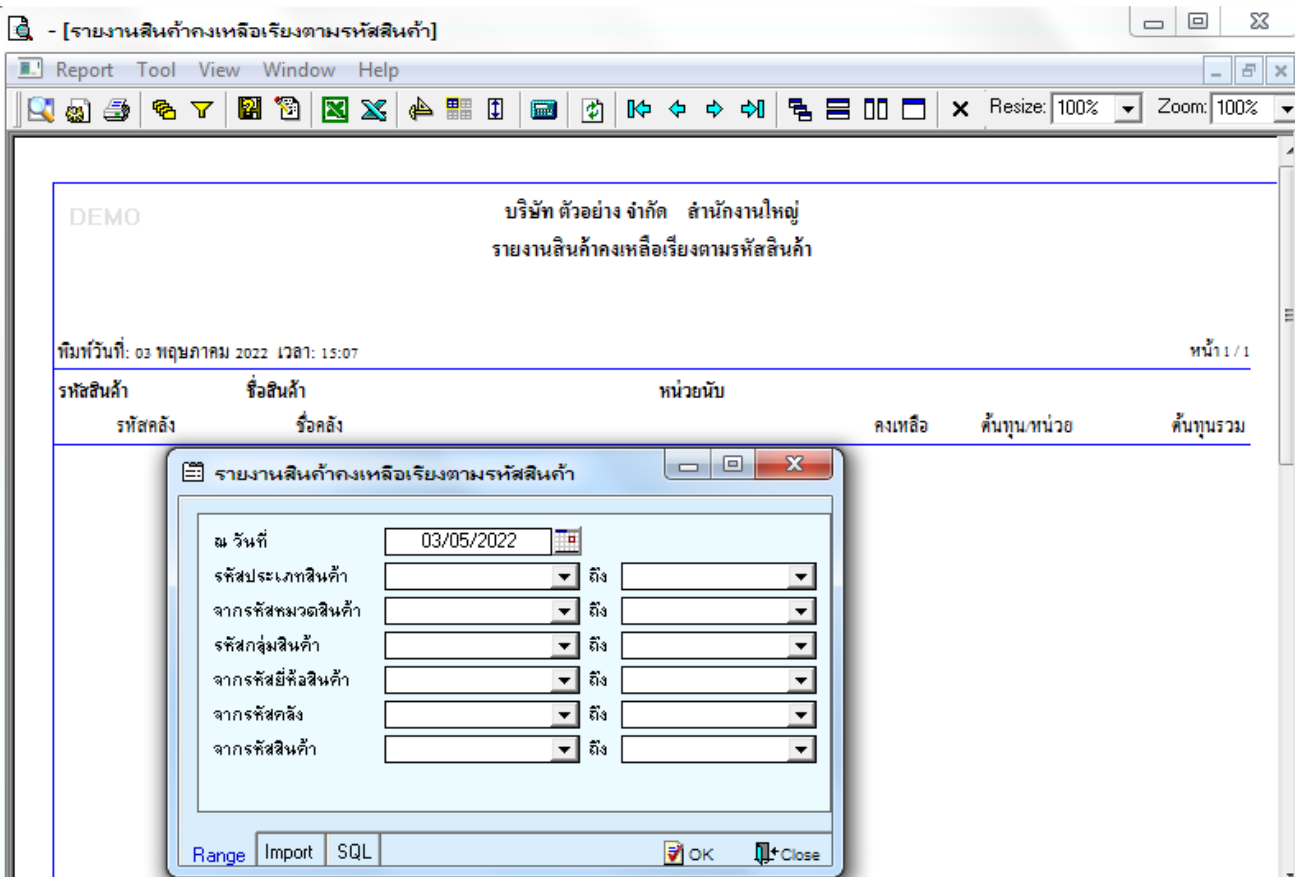 - [รายงานสินค้าคงเหลือเรียงตามรหัสสินค้า]
Report Tool View Window Help
Resize: 100% Zoom: 100%
DEMO
บริษัท ตัวอย่าง จำกัด สำนักงานใหญ่
รายงานสินค้าคงเหลือเรียงตามรหัสสินค้า
พิมพ์วันที่: 03 พฤษภาคม 2022 เวลา: 15:07 หน้า 1 / 1
รหัสสินค้า ชื่อสินค้า หน่วยนับ
รหัสคลัง ชื่อคลัง คงเหลือ ต้นทุน/หน่วย ต้นทุนรวม
รายงานสินค้าคงเหลือเรียงตามรหัสสินค้า
ณ วันที่ 03/05/2022
รหัสประเภทสินค้า ถึง
จากรหัสหมวดสินค้า ถึง
รหัสกลุ่มสินค้า ถึง
จากรหัสยี่ห้อสินค้า ถึง
จากรหัสคลัง ถึง
จากรหัสสินค้า ถึง
Range Import SQL OK Close